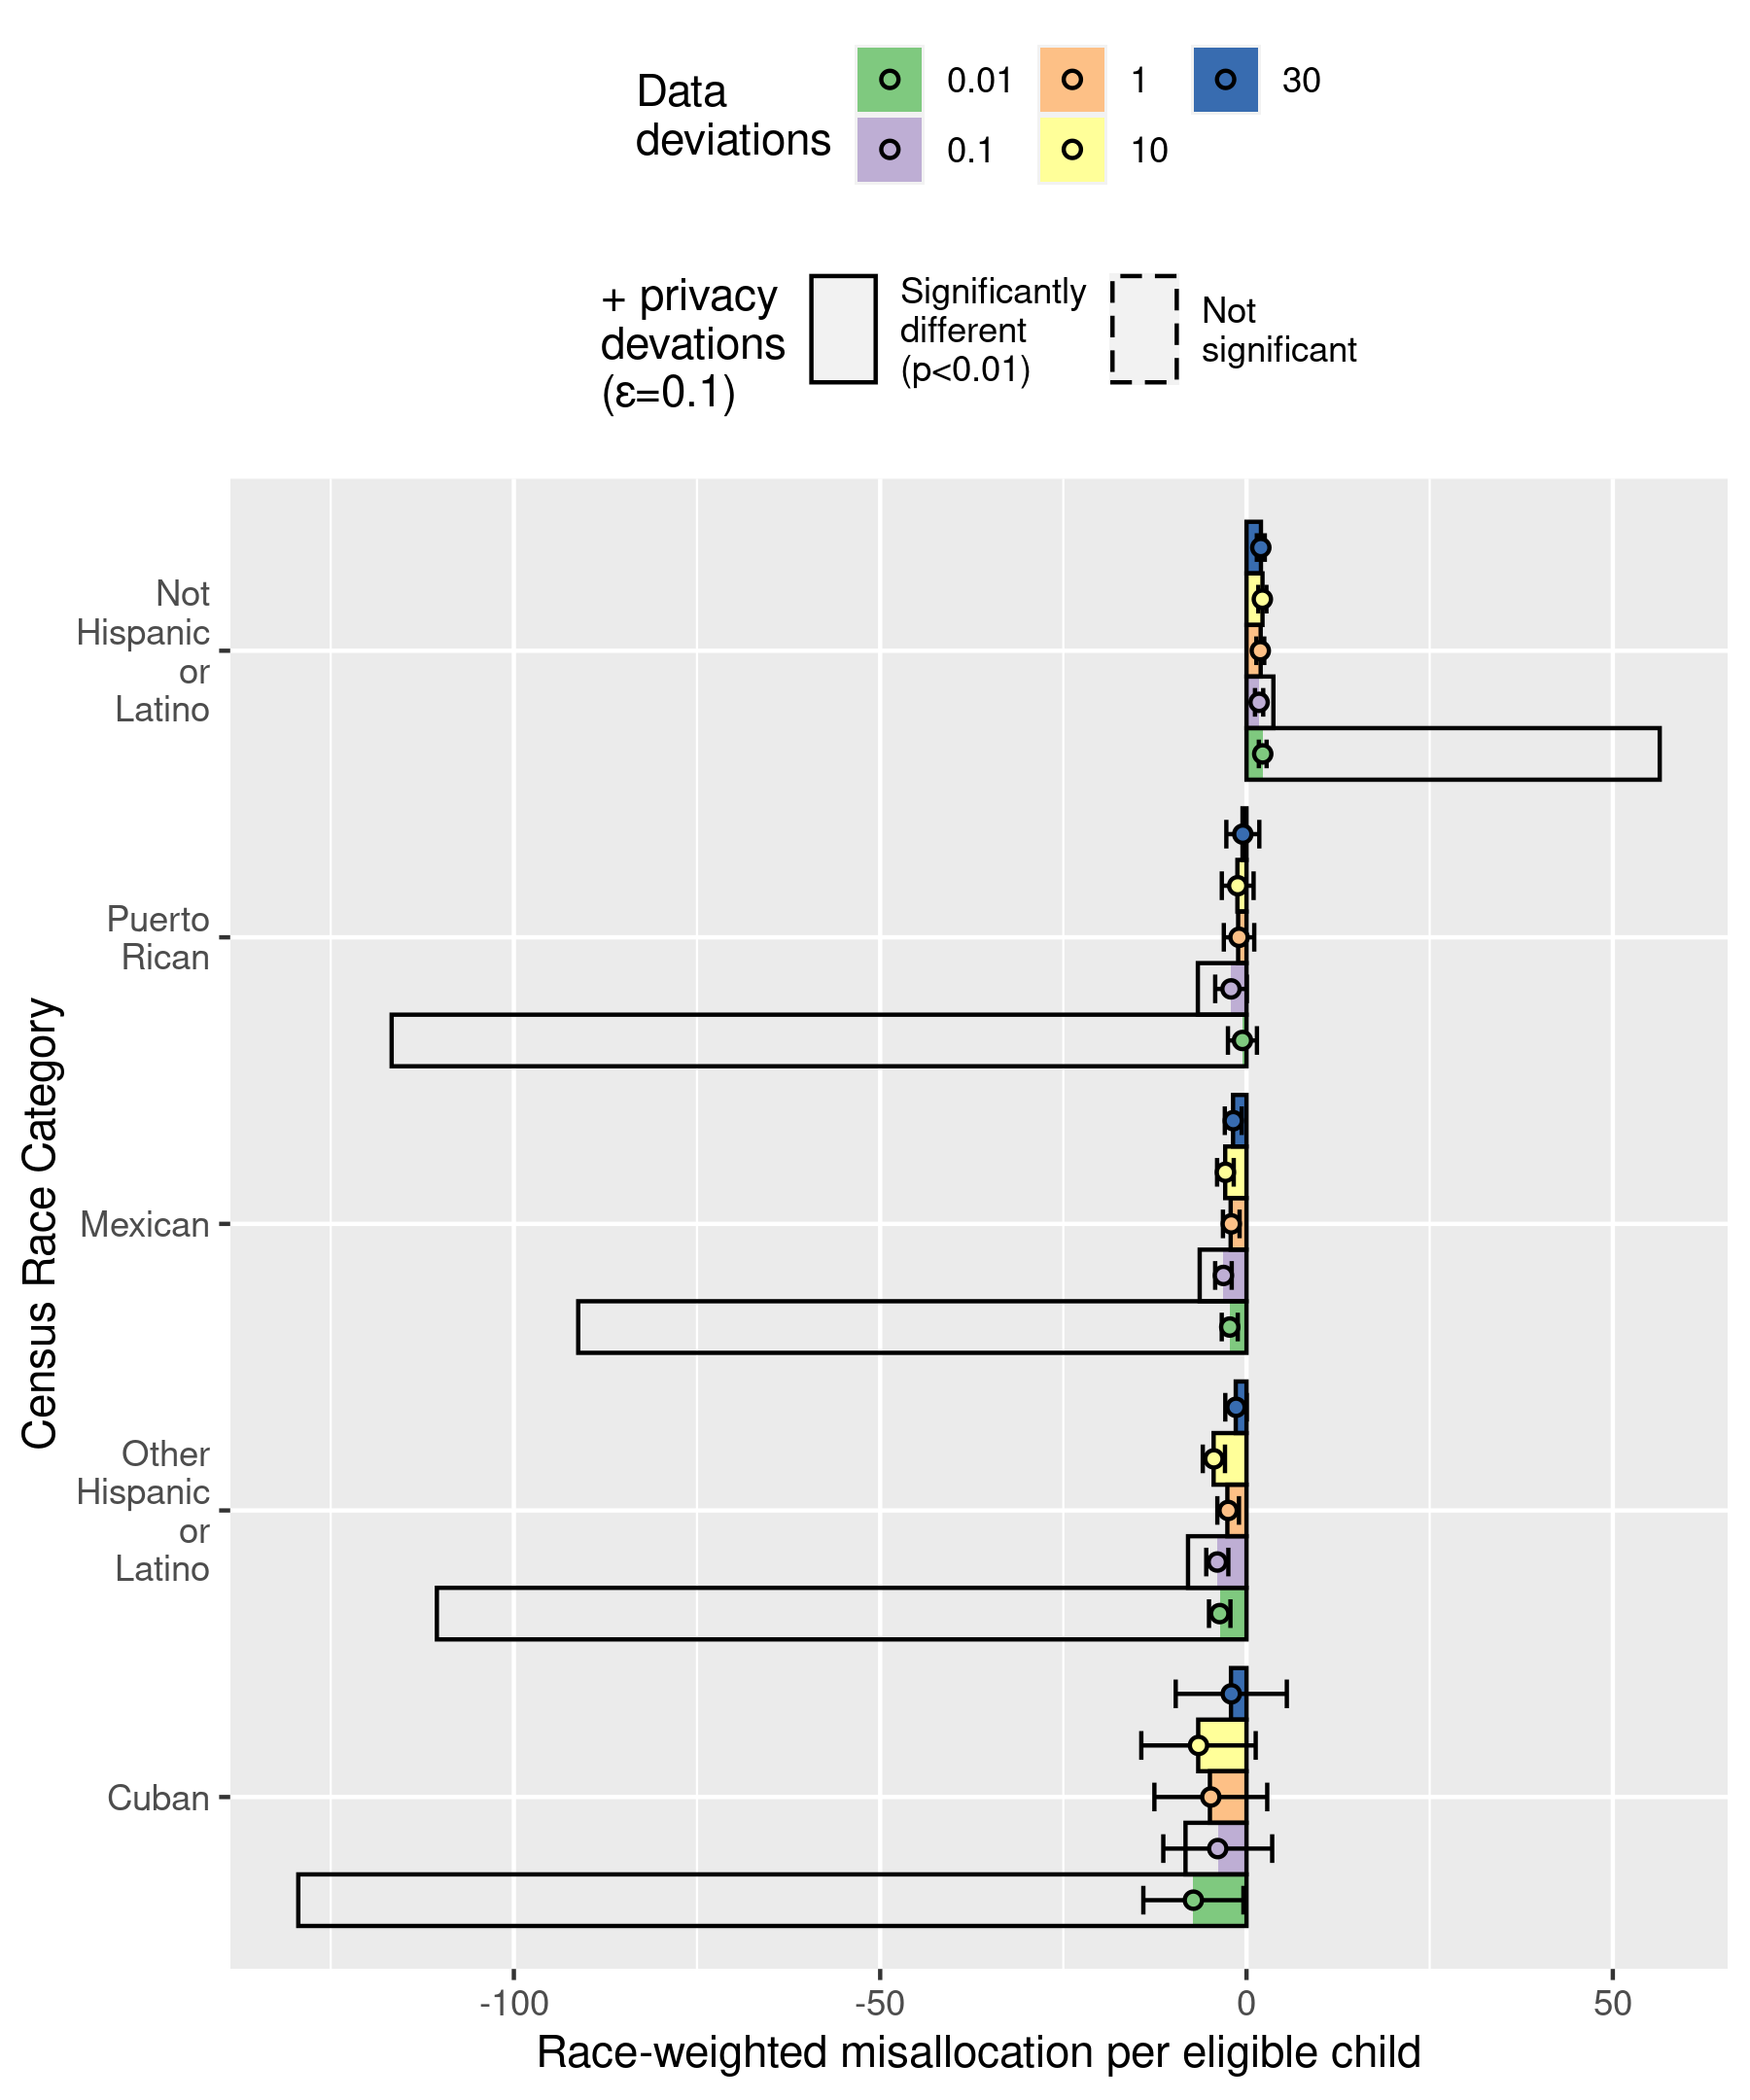 Data
deviations
0.01
1
30
0.1
10
+ privacy
devations
(ε=0.1)
Significantly
different
(p<0.01)
Not
significant
Census Race Category
Not
Hispanic
or
Latino
Puerto
Rican
Mexican
Other
Hispanic
or
Latino
Cuban
-100
-50
0
50
Race-weighted misallocation per eligible child